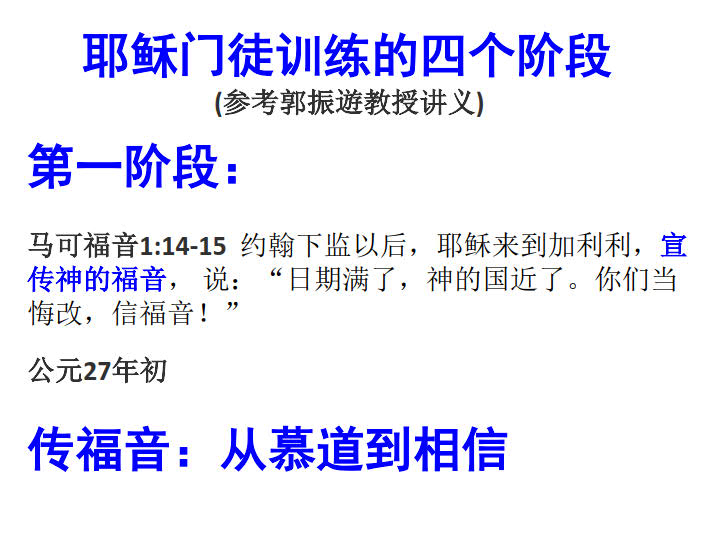 耶稣门徒训练的四个阶段
(参考郭振遊教授讲义)
第一阶段：
马可福音1:14-15 约翰下监以后，耶稣来到加利利，宣
传神的福音， 说：“日期满了，神的国近了。你们当
悔改，信福音！”
公元27年初
传福音：从慕道到相信